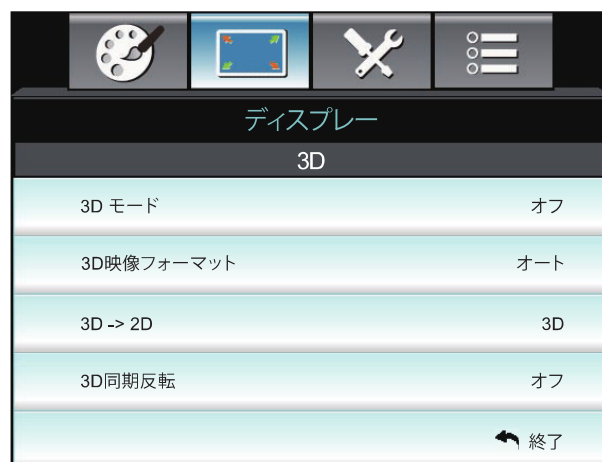 ディスプレー
3D
3D モード オフ
3D映像フォーマット オート
3D -> 2D 3D
3D同期反転 オフ
終了